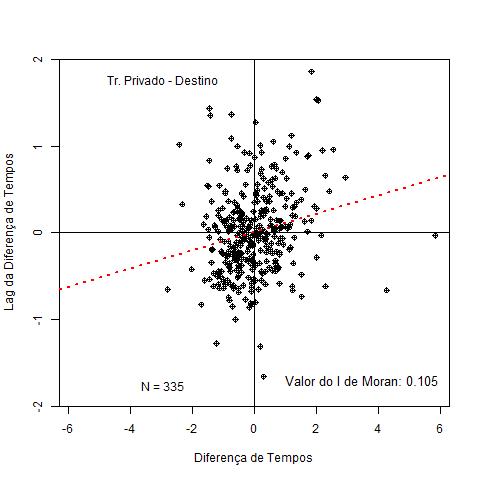 Tr. Privado - Destino
2
1
0
-1
-2
Lag da Diferença de Tempos
N = 335
Valor do I de Moran: 0.105
-6
-4
-2
0
2
4
6
Diferença de Tempos